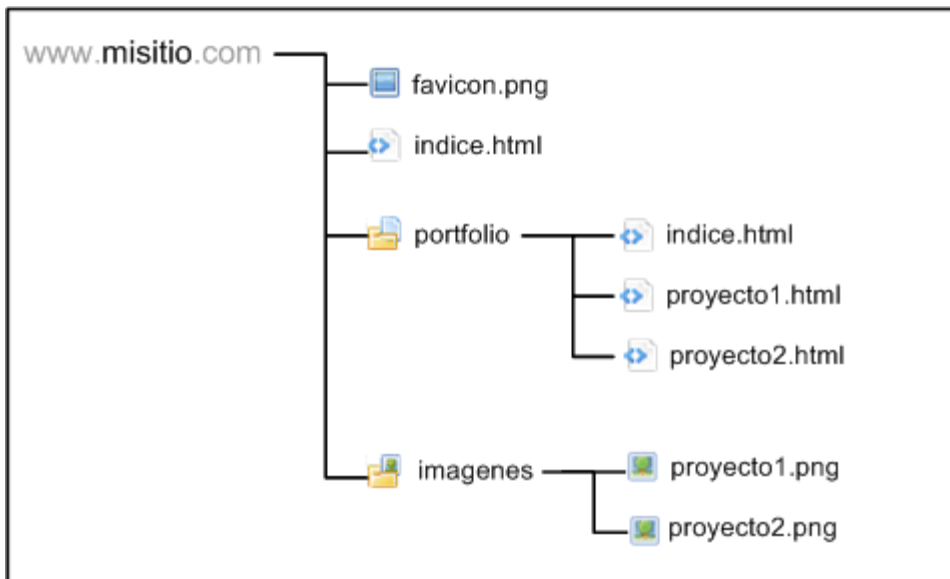 www.misitio.com
favicon.png
indice.html
portfolio
indice.html
proyecto1.html
proyecto2.html
imagenes
proyecto1.png
proyecto2.png